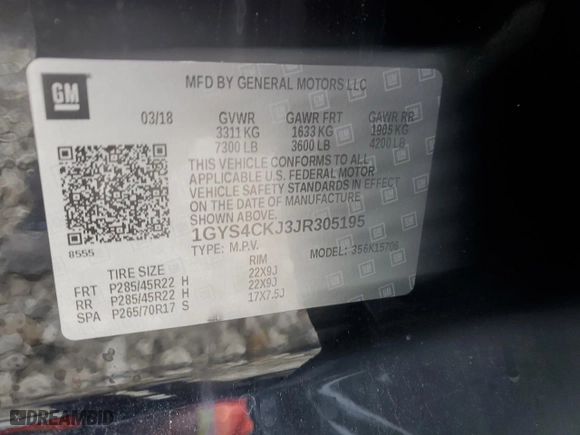 GM
MFD BY GENERAL MOTORS LLC
03/18 GVWR GAWR FRT GAWR RR
3311 KG 1633 KG 1905 KG
7300 LB 3600 LB 4200 LB
THIS VEHICLE CONFORMS TO ALL
APPLICABLE U.S. FEDERAL MOTOR
VEHICLE SAFETY STANDARDS IN EFFECT
ON THE DATE OF MANUFACTURE
SHOWN ABOVE.
1GYS4CKJ3JR305195
8555 TYPE: M.P.V. MODEL: 356K15706
TIRE SIZE RIM
FRT P285/45R22 H 22X9J
RR P285/45R22 H 22X9J
SPA P265/70R17 S 17X7.5J
DREAMBID